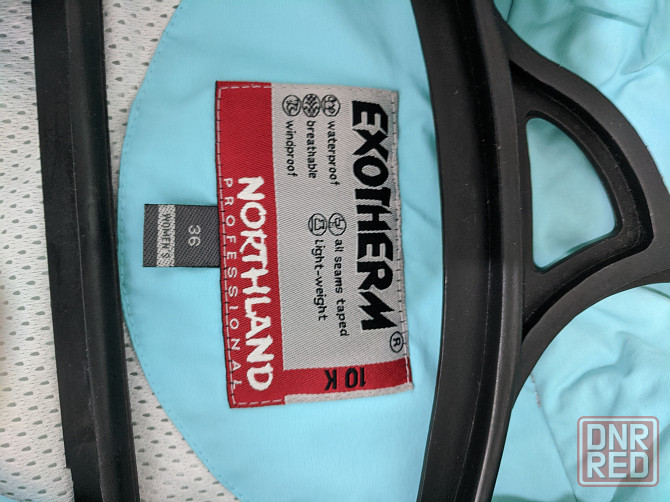 EXOTHERM®
waterproof
all seams taped
breathable
light-weight
windproof
10 K
NORTHLAND
PROFESSIONAL
WOMEN'S
36
DNR
RED